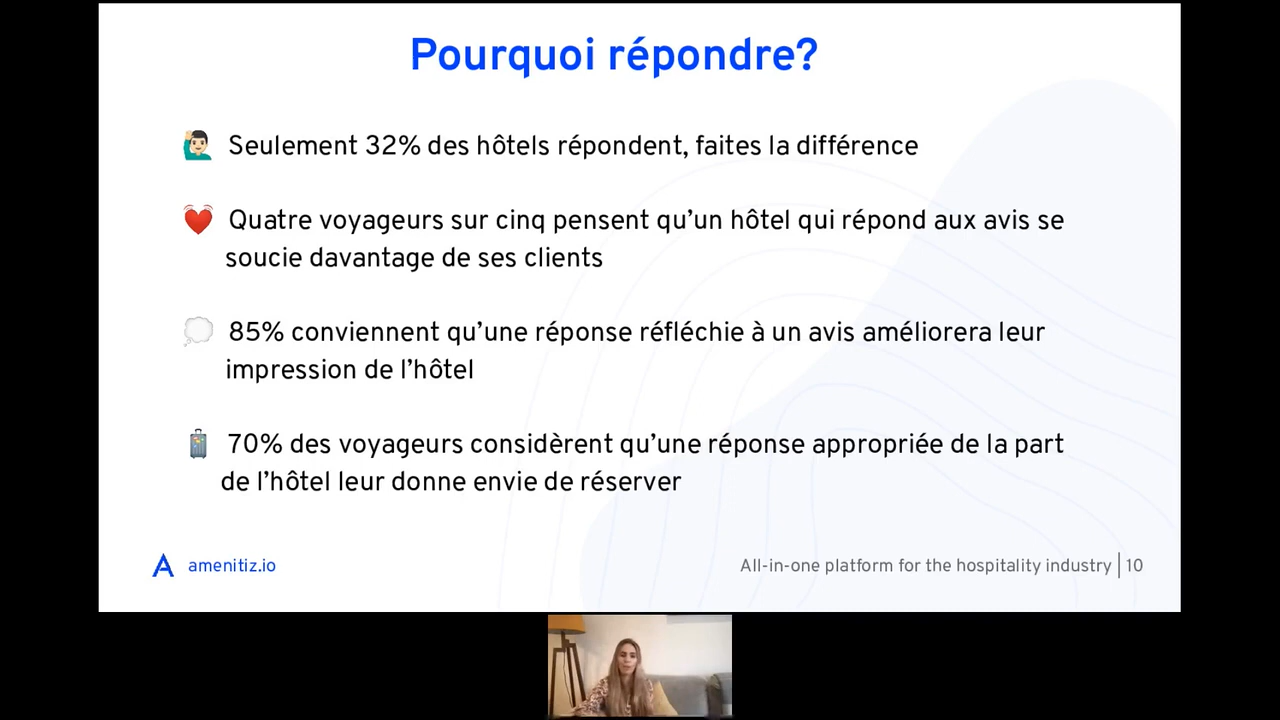 Pourquoi répondre?
Seulement 32% des hôtels répondent, faites la différence
Quatre voyageurs sur cinq pensent qu’un hôtel qui répond aux avis se
soucie davantage de ses clients
85% conviennent qu’une réponse réfléchie à un avis améliorera leur
impression de l’hôtel
70% des voyageurs considèrent qu’une réponse appropriée de la part
de l’hôtel leur donne envie de réserver
amenitiz.io
All-in-one platform for the hospitality industry | 10